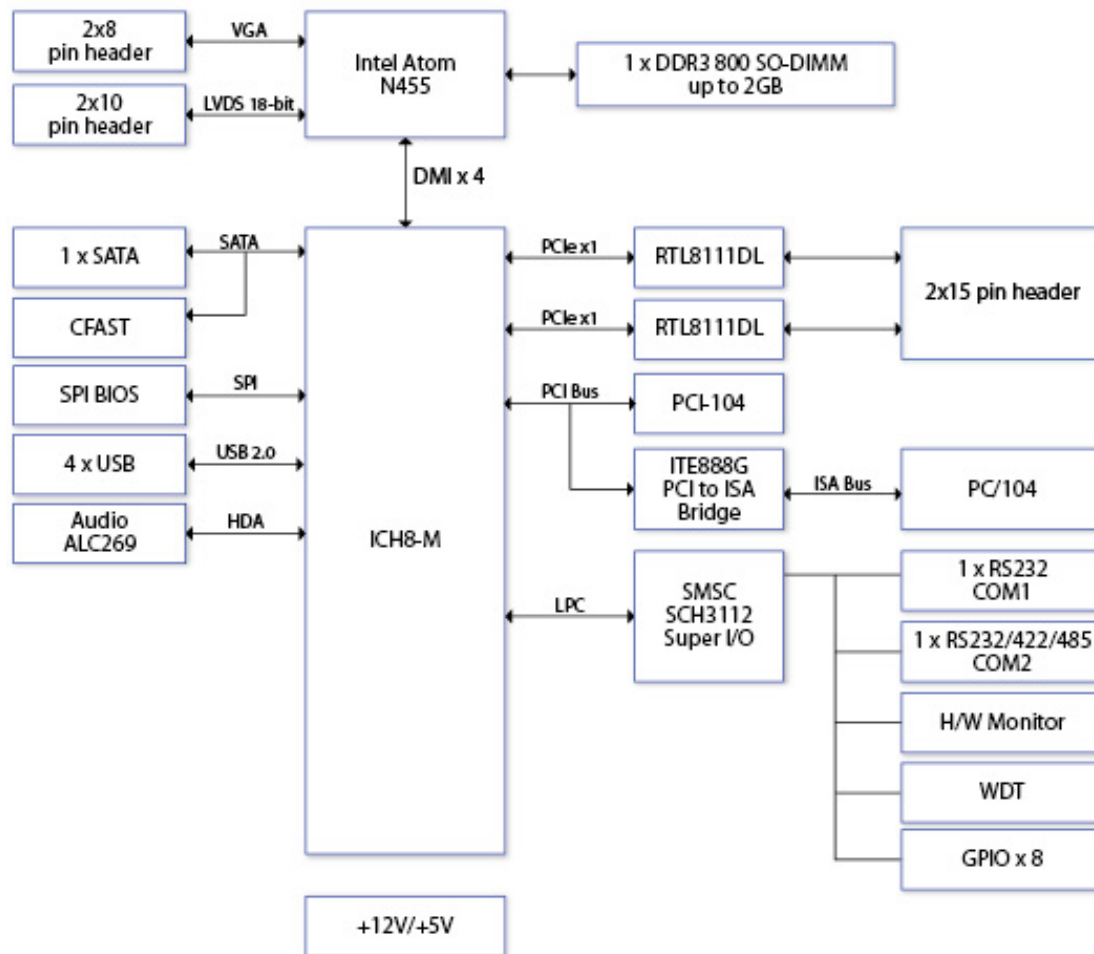 2x8
pin header
VGA
Intel Atom
N455
1 x DDR3 800 SO-DIMM
up to 2GB
2x10
pin header
LVDS 18-bit
DMI x 4
1 x SATA
SATA
CFAST
SPI BIOS
SPI
4 x USB
USB 2.0
Audio
ALC269
HDA
ICH8-M
PCIe x1
RTL8111DL
2x15 pin header
PCIe x1
RTL8111DL
PCI Bus
PCI-104
ITE888G
PCI to ISA
Bridge
ISA Bus
PC/104
LPC
SMSC
SCH3112
Super I/O
1 x RS232
COM1
1 x RS232/422/485
COM2
H/W Monitor
WDT
GPIO x 8
+12V/+5V